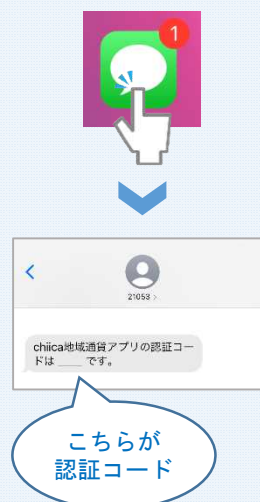 1
21053 >
chiica地域通貨アプリの認証コー
ドは ____ です。
こちらが
認証コード